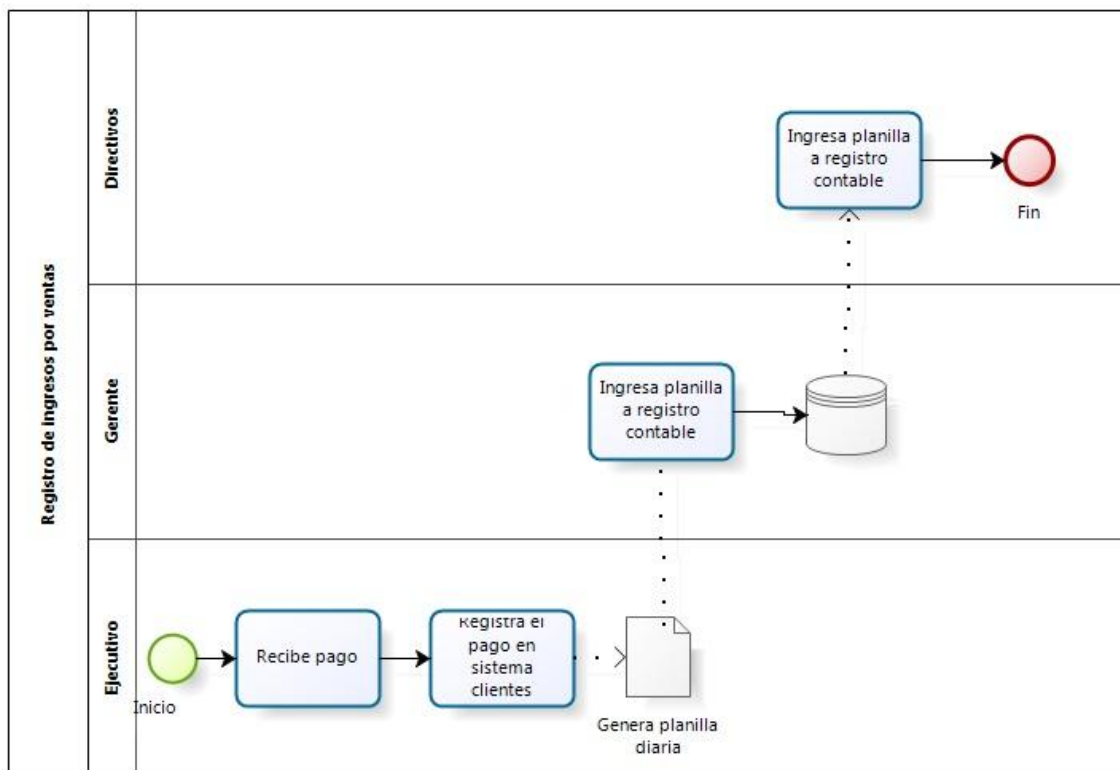 Registro de ingresos por ventas
Directivos
Ingresa planilla
a registro
contable
Fin
Gerente
Ingresa planilla
a registro
contable
Ejecutivo
Inicio
Recibe pago
Registra el
pago en
sistema
clientes
Genera planilla
diaria